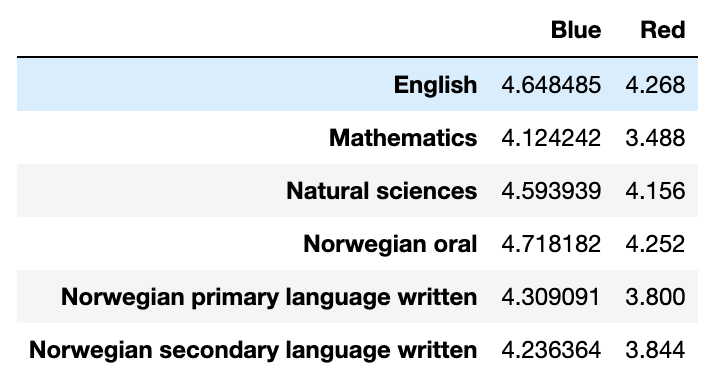 Blue Red
English 4.648485 4.268
Mathematics 4.124242 3.488
Natural sciences 4.593939 4.156
Norwegian oral 4.718182 4.252
Norwegian primary language written 4.309091 3.800
Norwegian secondary language written 4.236364 3.844